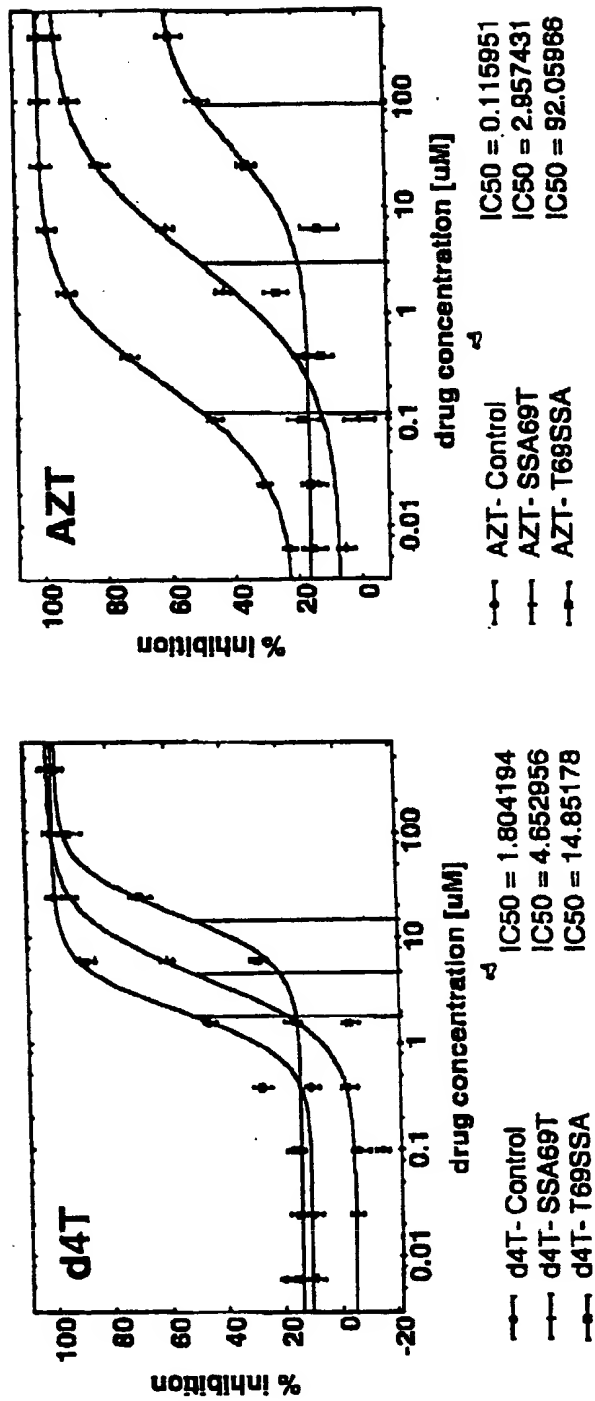 d4T
% inhibition
100
80
60
40
20
0
-20
0.01 0.1 1 10 100
drug concentration [uM]
d4T- Control IC50 = 1.804194
d4T- SSA69T IC50 = 4.652956
d4T- T69SSA IC50 = 14.85178
AZT
% inhibition
100
80
60
40
20
0
0.01 0.1 1 10 100
drug concentration [uM]
AZT- Control IC50 = 0.115951
AZT- SSA69T IC50 = 2.957431
AZT- T69SSA IC50 = 92.05966